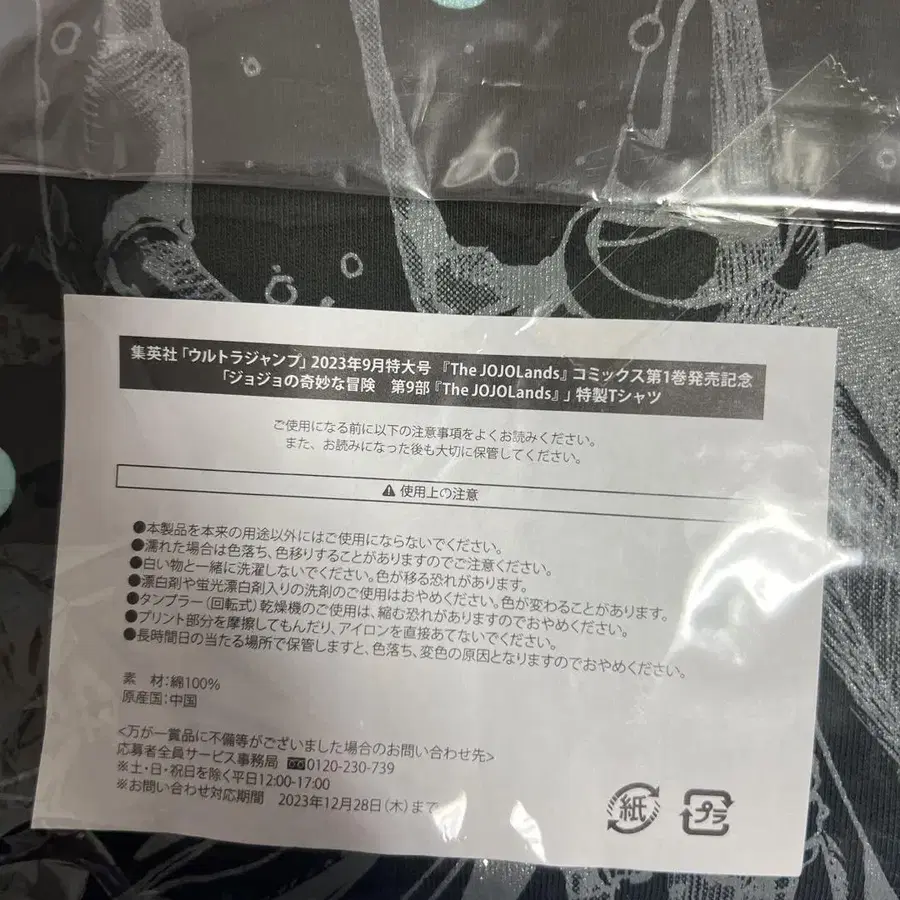 集英社「ウルトラジャンプ」2023年9月特大号 『The JOJOLands』コミックス第1巻発売記念
「ジョジョの奇妙な冒険　第9部『The JOJOLands』」特製Tシャツ
ご使用になる前に以下の注意事項をよくお読みください。
また、お読みになった後も大切に保管してください。
⚠ 使用上の注意
●本製品を本来の用途以外にはご使用にならないでください。
●濡れた場合は色落ち、色移りすることがありますのでご注意ください。
●白い物と一緒に洗濯しないでください。色が移る恐れがあります。
●漂白剤や蛍光漂白剤入りの洗剤のご使用はおやめください。色が変わることがあります。
●タンブラー（回転式）乾燥機のご使用は、縮む恐れがありますのでおやめください。
●プリント部分を摩擦してもんだり、アイロンを直接あてないでください。
●長時間日の当たる場所で保管しますと、色落ち、変色の原因となりますのでおやめください。
素　材：綿100%
原産国：中国
<万が一賞品に不備等がございました場合のお問い合わせ先>
応募者全員サービス事務局 0120-230-739
※土・日・祝日を除く平日12:00-17:00
※お問い合わせ対応期間　2023年12月28日（木）まで
紙 プラ